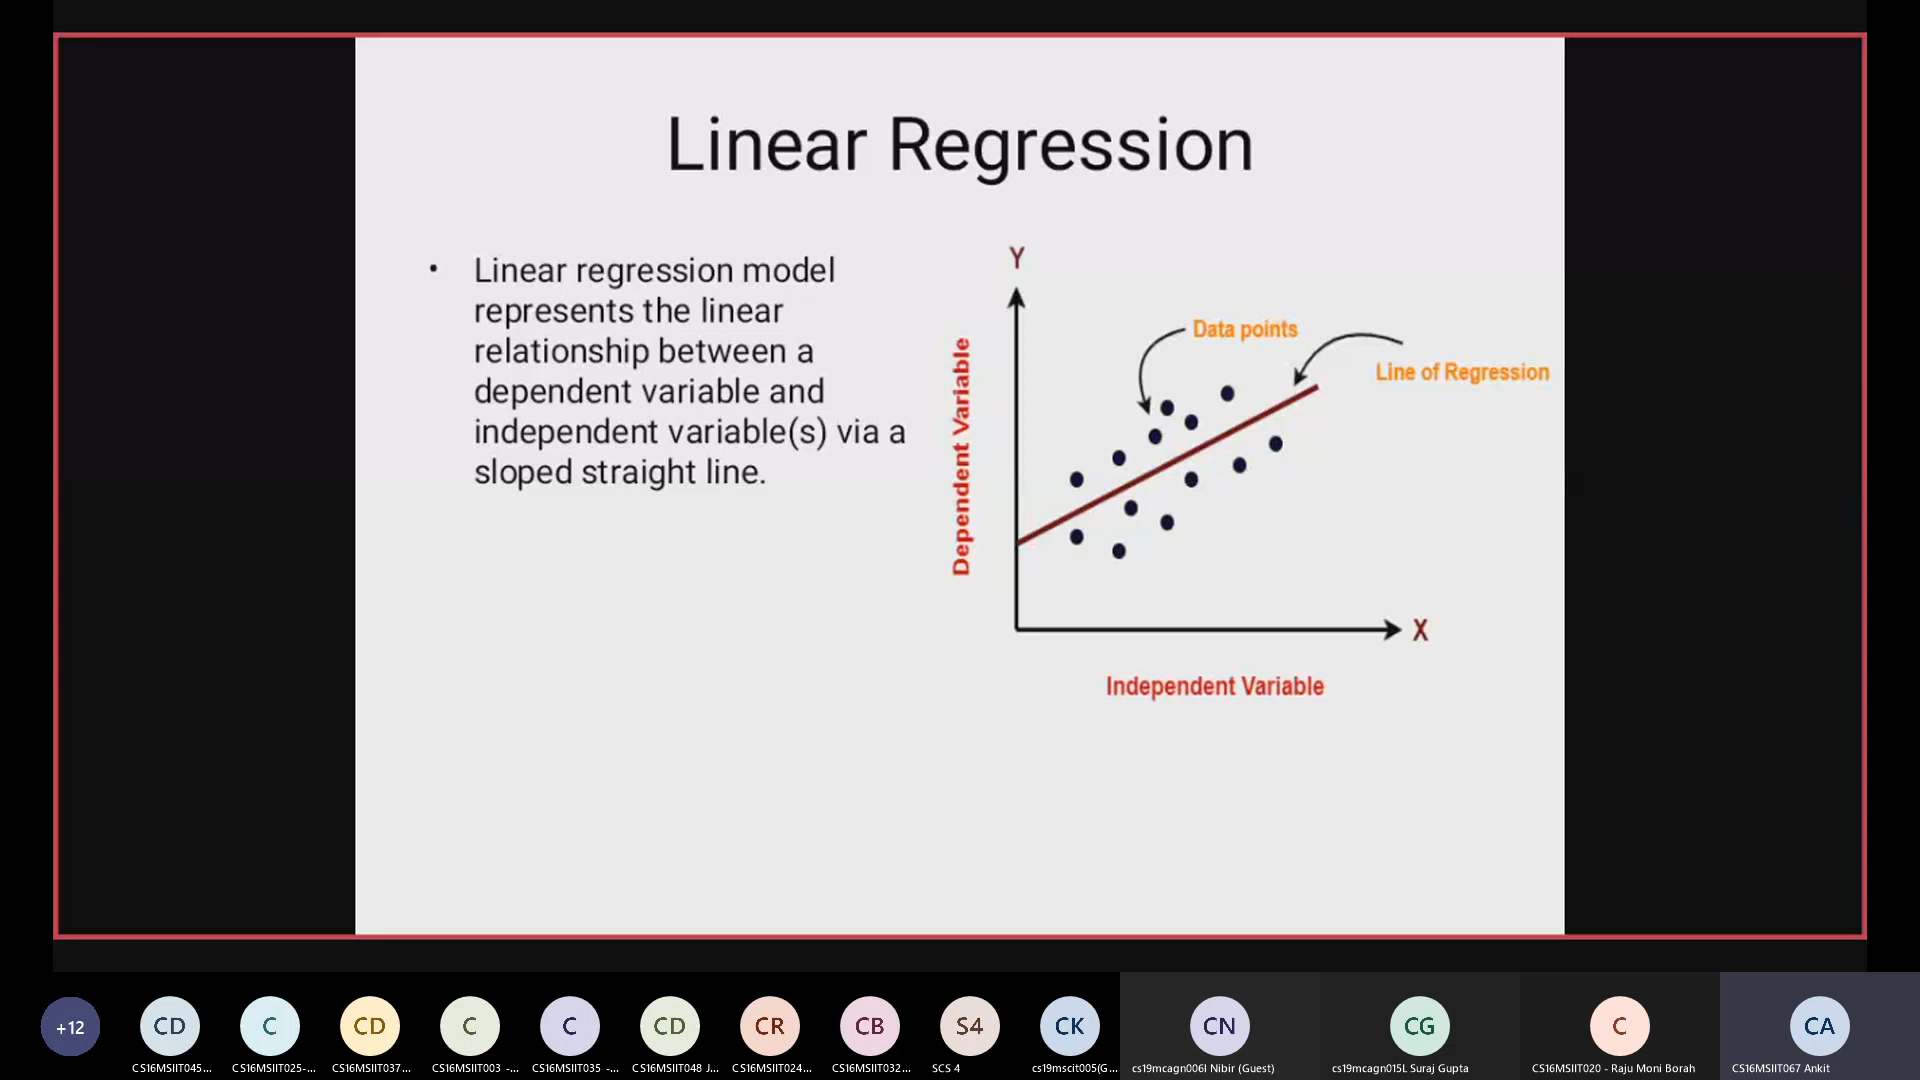 Linear Regression
• Linear regression model
represents the linear
relationship between a
dependent variable and
independent variable(s) via a
sloped straight line.
Y
Data points
Line of Regression
Dependent Variable
X
Independent Variable
+12
CD
C
CD
C
C
CD
CR
CB
S4
CK
CN
CG
C
CA
CS16MSIIT045...
CS16MSIIT025-...
CS16MSIIT037...
CS16MSIIT003 -...
CS16MSIIT035 -...
CS16MSIIT048 J...
CS16MSIIT024...
CS16MSIIT032...
SCS 4
cs19mscit005(G...
cs19mcagn006l Nibir (Guest)
cs19mcagn015L Suraj Gupta
CS16MSIIT020 - Raju Moni Borah
CS16MSIIT067 Ankit